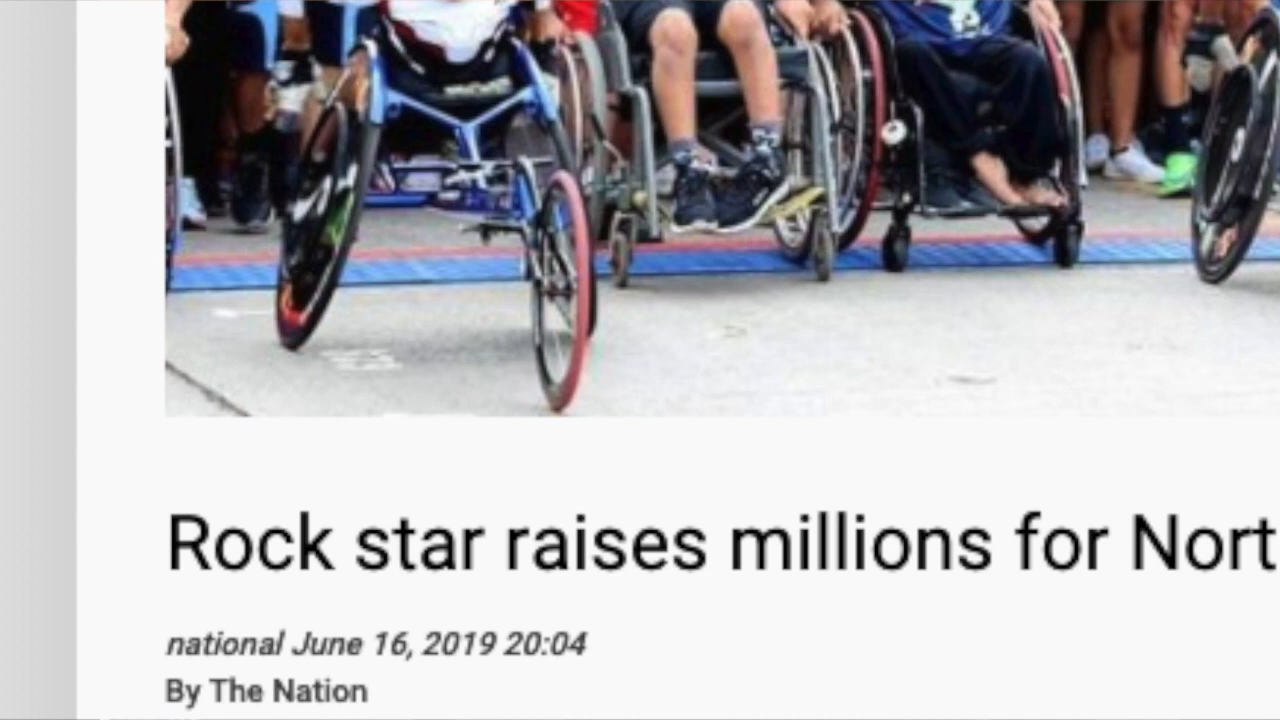 Rock star raises millions for Nort
national June 16, 2019 20:04
By The Nation